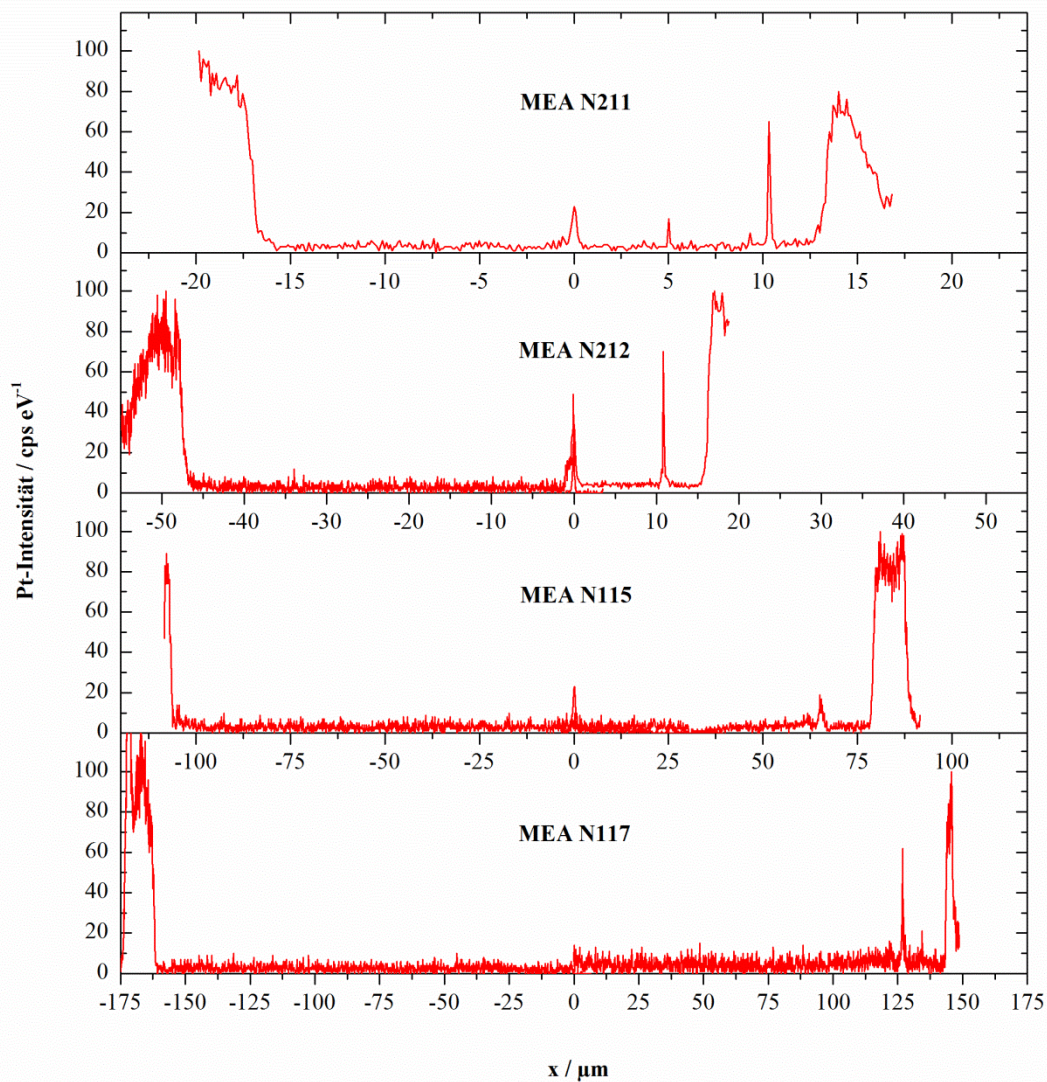 100
80
MEA N211
60
40
20
0
-20 -15 -10 -5 0 5 10 15 20
100
80
MEA N212
60
40
20
0
-50 -40 -30 -20 -10 0 10 20 30 40 50
100
80
MEA N115
60
40
20
0
-100 -75 -50 -25 0 25 50 75 100
100
80
MEA N117
60
40
20
0
-175 -150 -125 -100 -75 -50 -25 0 25 50 75 100 125 150 175
Pt-Intensität / cps eV⁻¹
x / µm